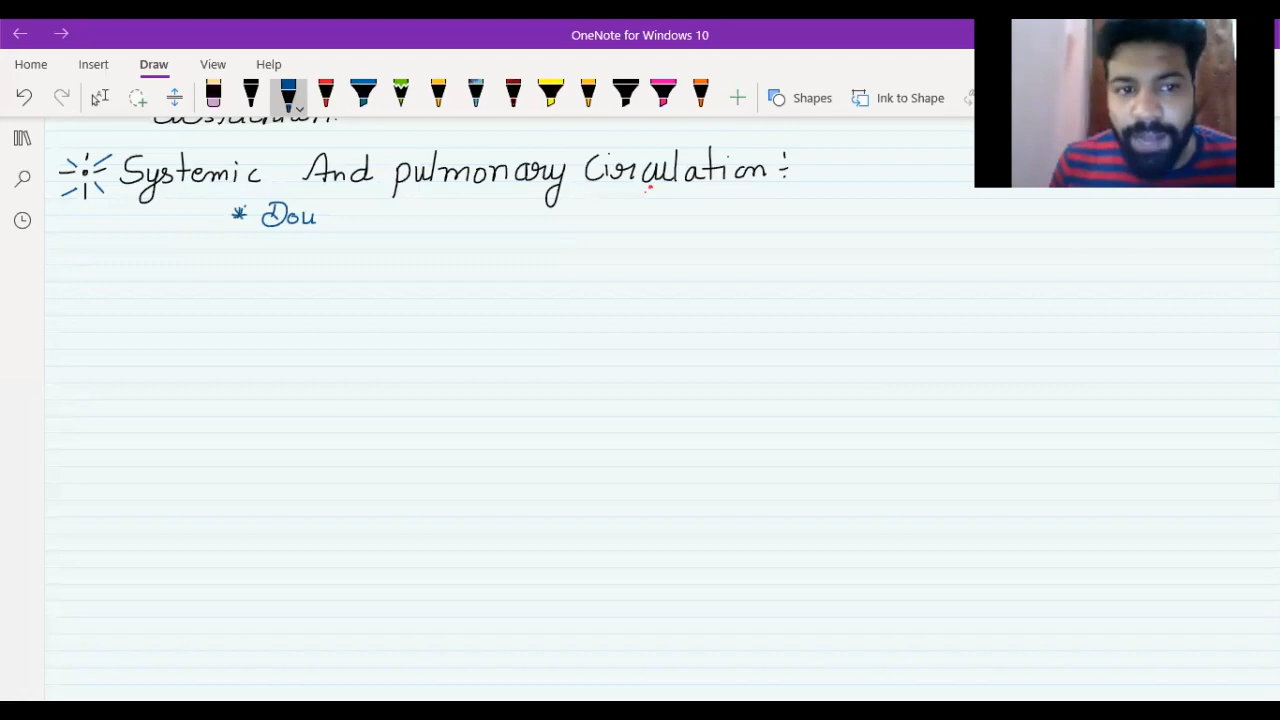 OneNote for Windows 10
Home Insert Draw View Help
Shapes Ink to Shape
Systemic And pulmonary Circulation :
* Dou